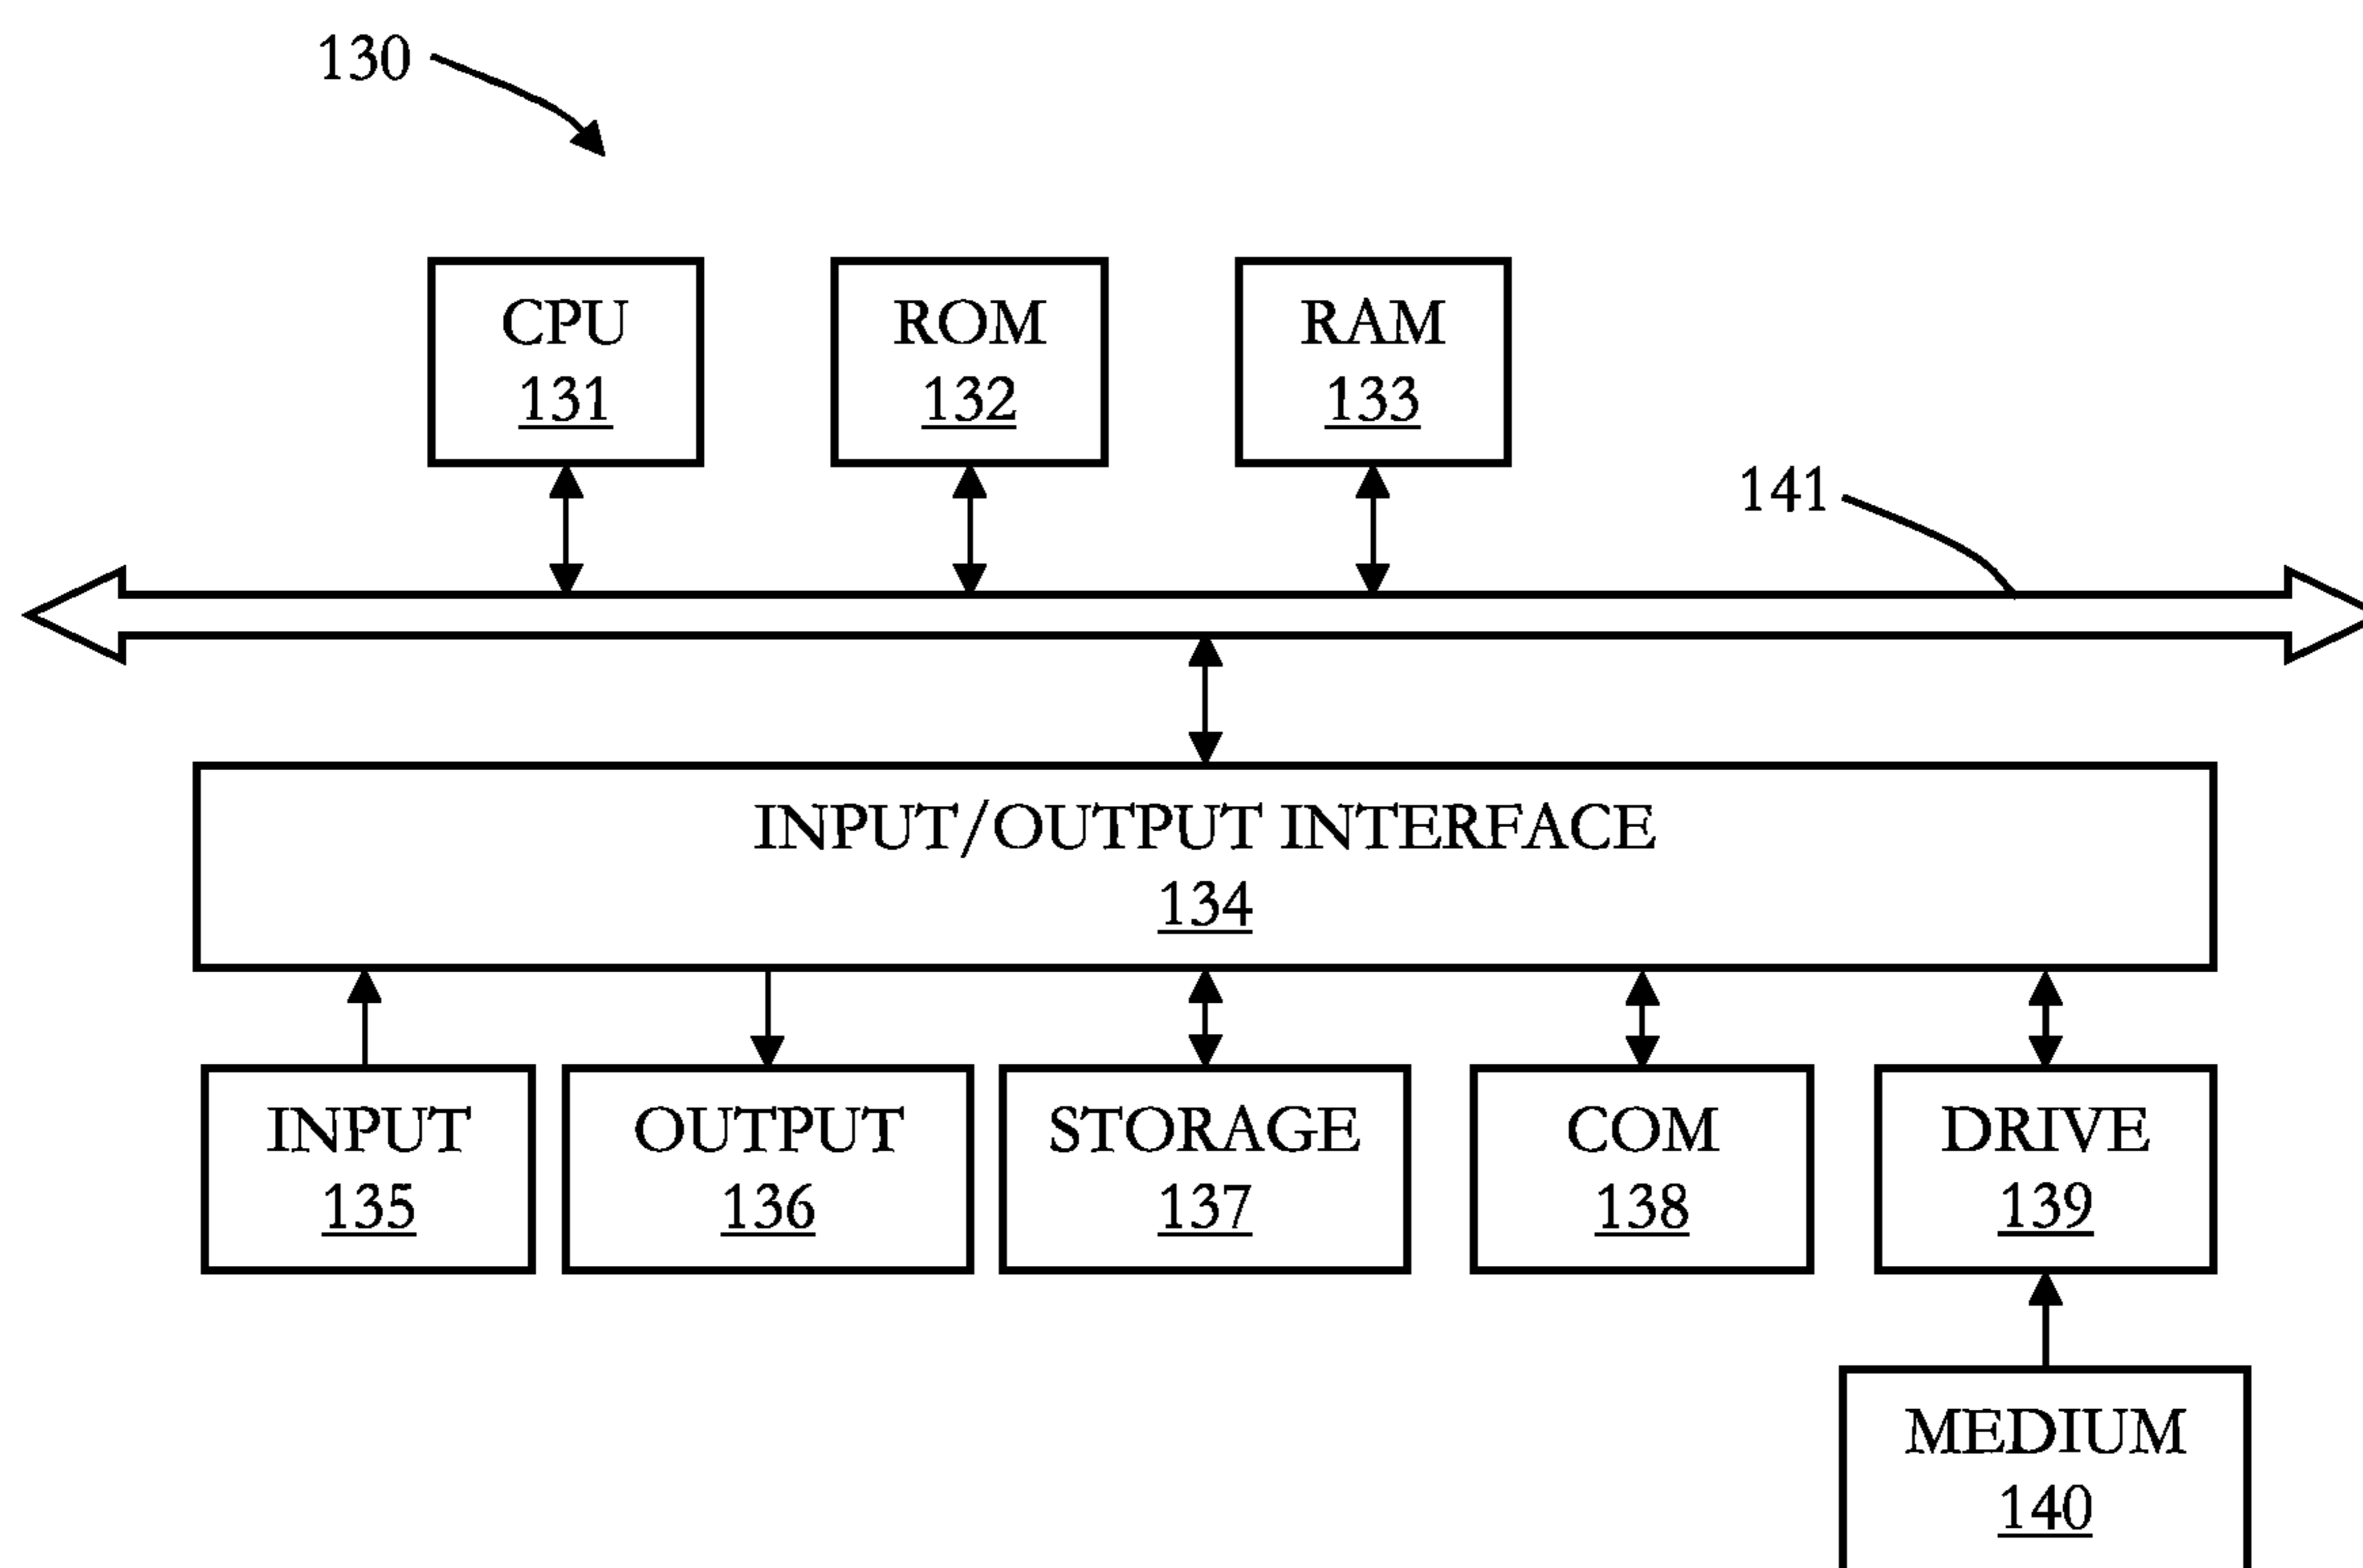 130
CPU
131
ROM
132
RAM
133
141
INPUT/OUTPUT INTERFACE
134
INPUT
135
OUTPUT
136
STORAGE
137
COM
138
DRIVE
139
MEDIUM
140